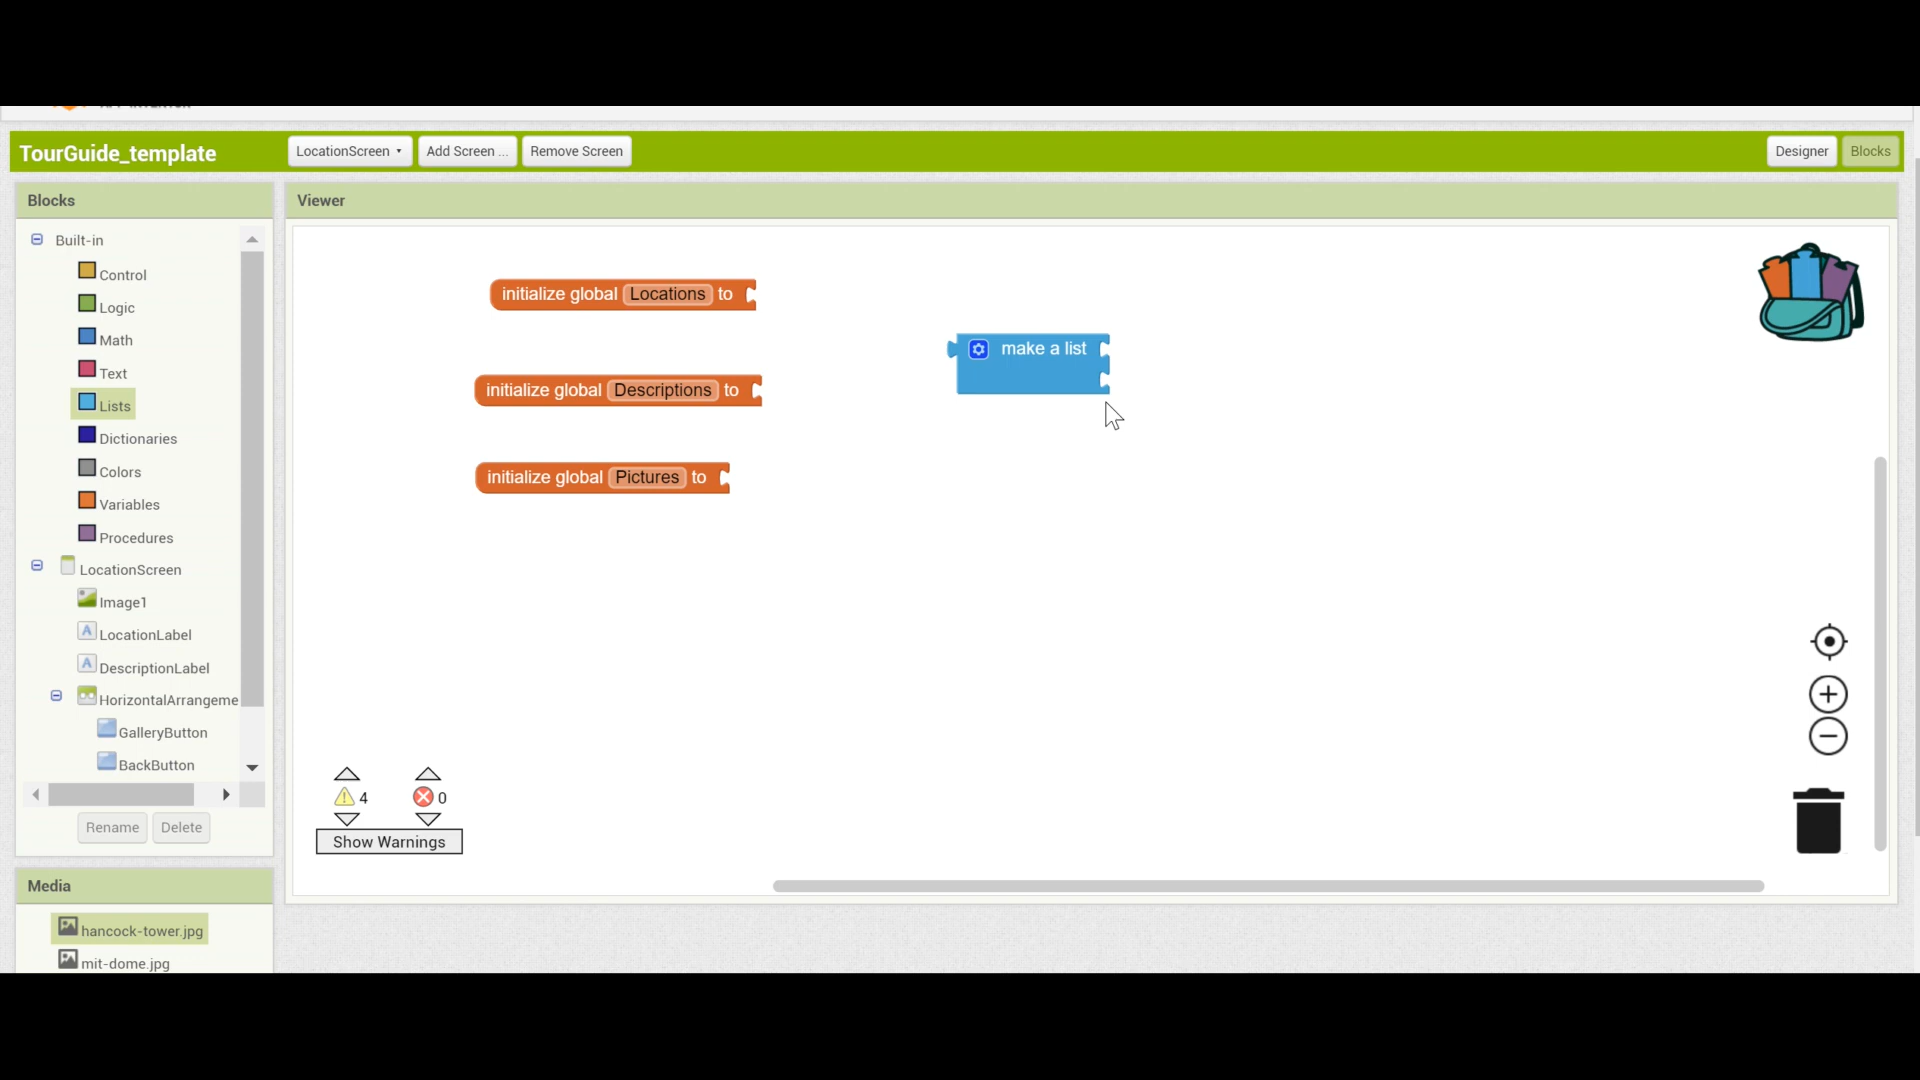 TourGuide_template
LocationScreen
Add Screen ...
Remove Screen
Designer
Blocks
Blocks
Viewer
Built-in
Control
Logic
Math
Text
Lists
Dictionaries
Colors
Variables
Procedures
LocationScreen
Image1
LocationLabel
DescriptionLabel
HorizontalArrangeme
GalleryButton
BackButton
Rename
Delete
Media
hancock-tower.jpg
mit-dome.jpg
initialize global Locations to
make a list
initialize global Descriptions to
initialize global Pictures to
4
0
Show Warnings